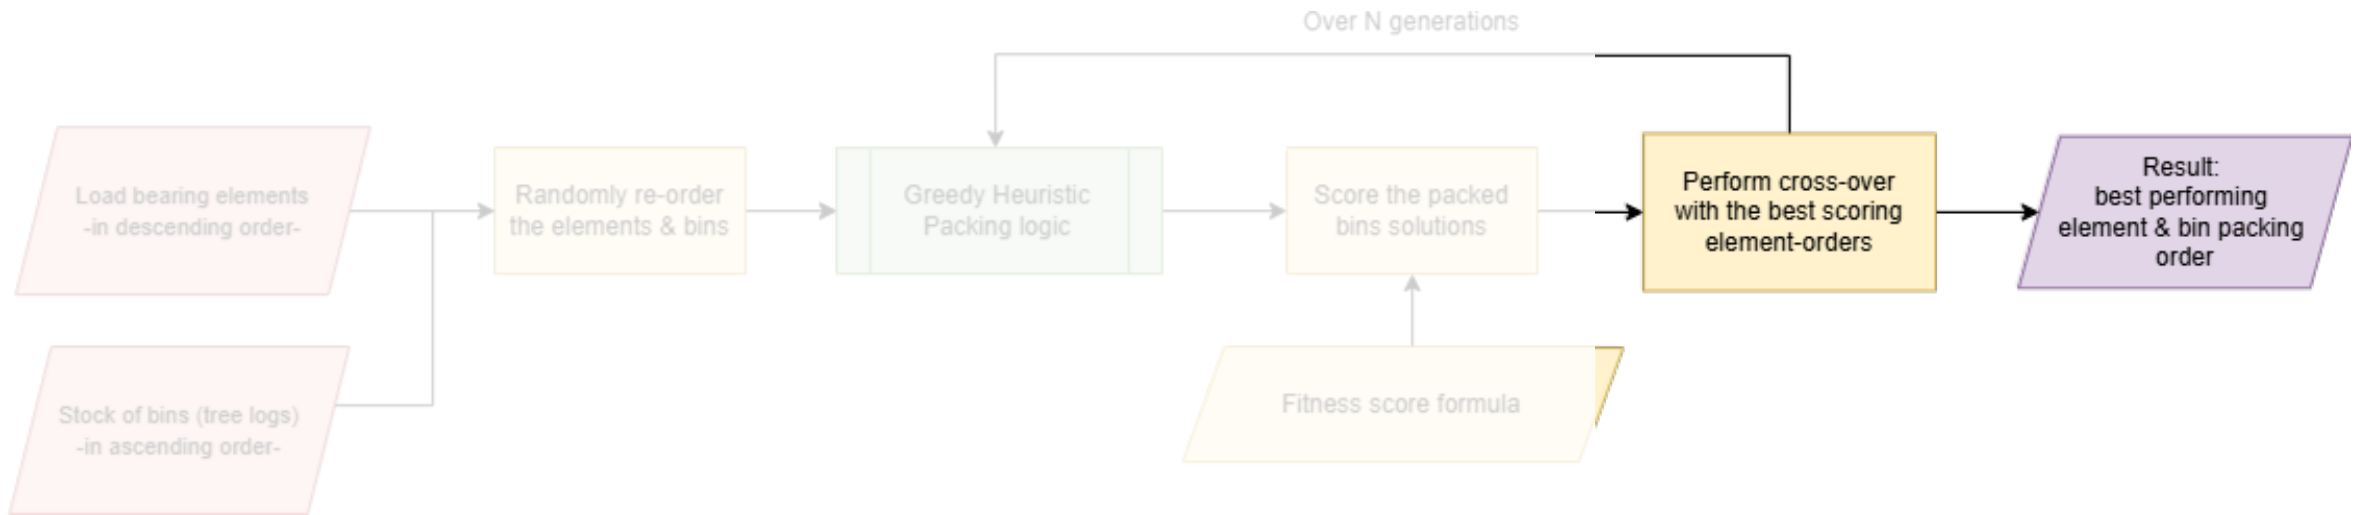 Over N generations
Load bearing elements
-in descending order-
Randomly re-order
the elements & bins
Greedy Heuristic
Packing logic
Score the packed
bins solutions
Perform cross-over
with the best scoring
element-orders
Result:
best performing
element & bin packing
order
Stock of bins (tree logs)
-in ascending order-
Fitness score formula